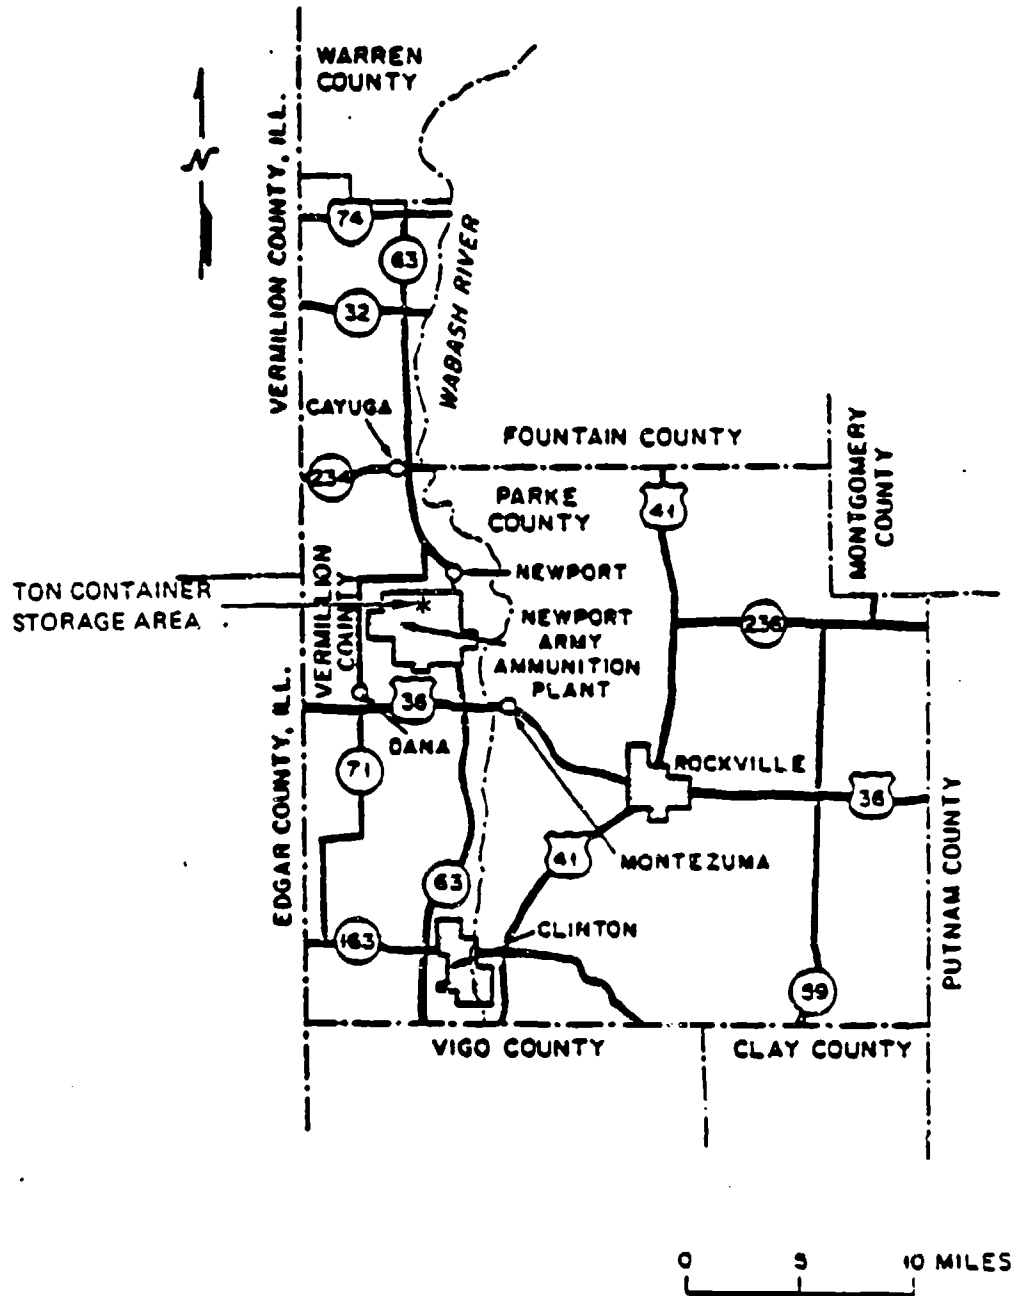 WARREN
COUNTY
N
VERMILION COUNTY, ILL.
74
63
WABASH RIVER
32
CAYUGA
FOUNTAIN COUNTY
234
MONTGOMERY
COUNTY
PARKE
COUNTY
41
NEWPORT
TON CONTAINER
STORAGE AREA
VERMILLION
COUNTY
NEWPORT
ARMY
AMMUNITION
PLANT
236
36
DANA
EDGAR COUNTY, ILL.
71
ROCKVILLE
36
PUTNAM COUNTY
41
MONTEZUMA
63
CLINTON
163
59
VIGO COUNTY
CLAY COUNTY
0 5 10 MILES